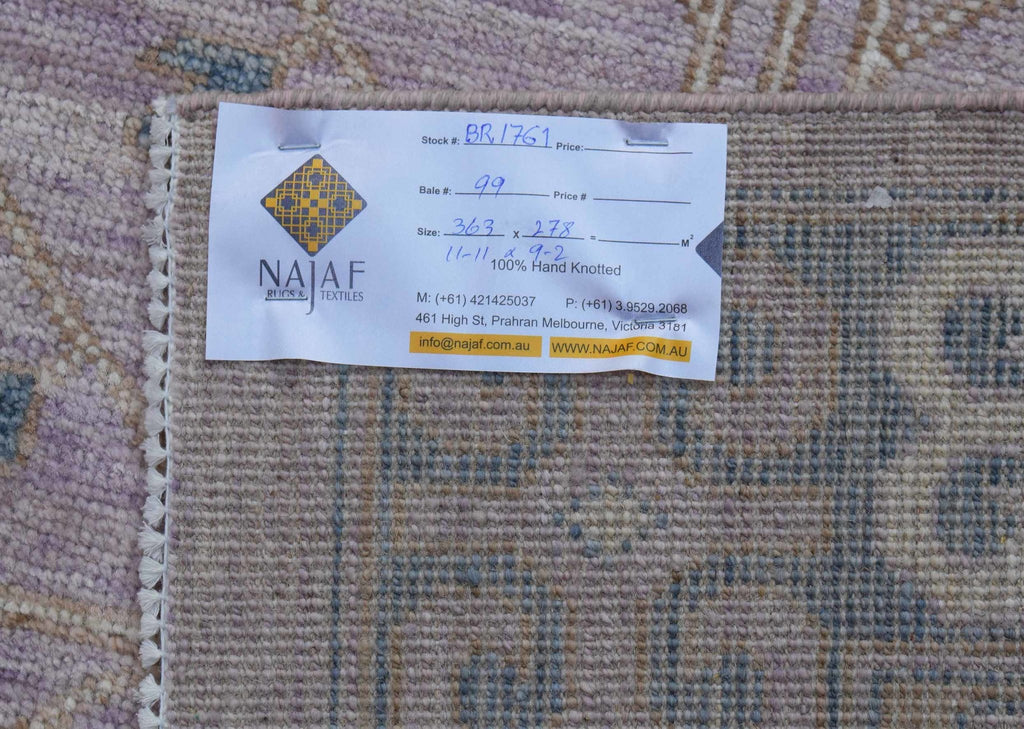 Stock #: BR1761 Price:
Bale #: 99 Price #
Size: 363 x 278 = M²
11-11 x 9-2
100% Hand Knotted
NAJAF
RUGS & TEXTILES
M: (+61) 421425037 P: (+61) 3.9529.2068
461 High St, Prahran Melbourne, Victoria 3181
info@najaf.com.au WWW.NAJAF.COM.AU